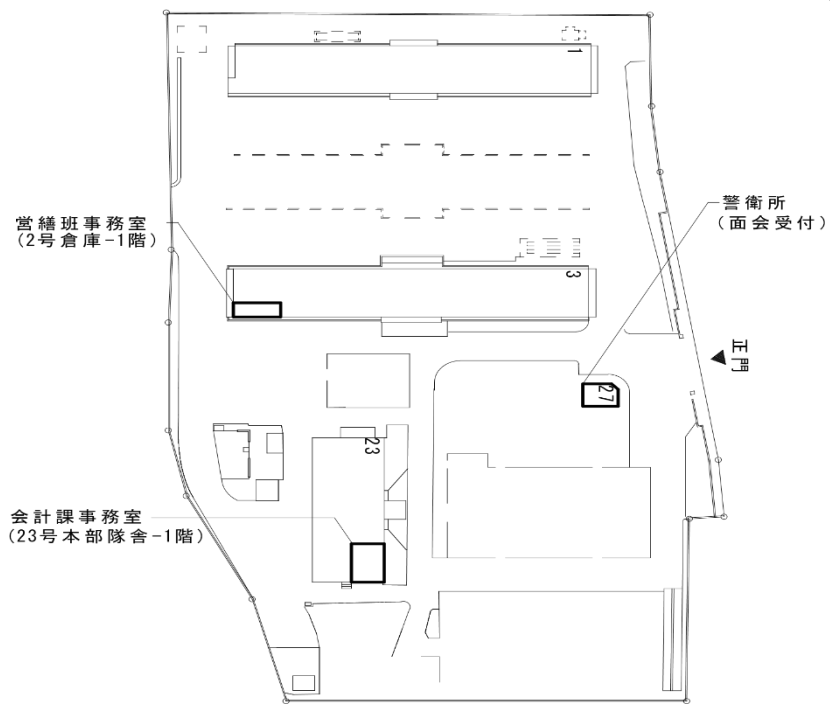 1
営繕班事務室
(2号倉庫-1階)
警衛所
(面会受付)
3
正門
27
23
会計課事務室
(23号本部隊舎-1階)